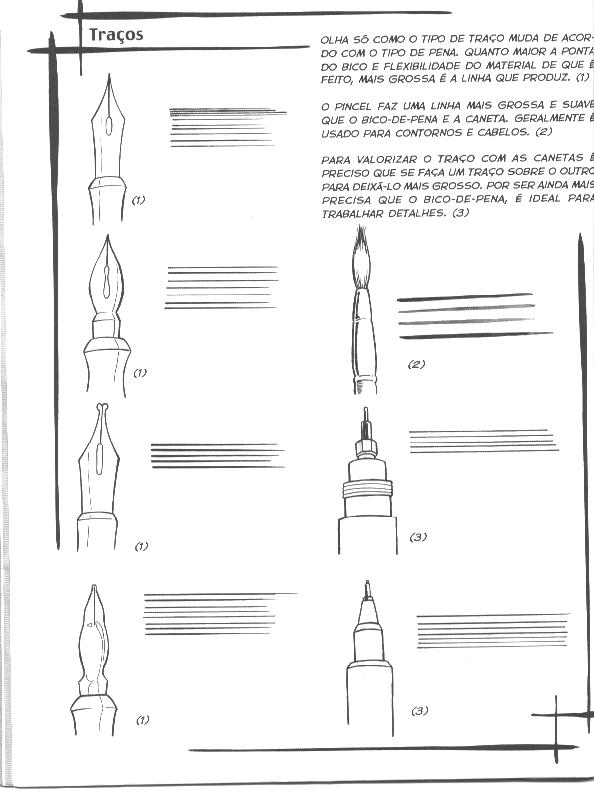 Traços
OLHA SÓ COMO O TIPO DE TRAÇO MUDA DE ACOR-
DO COM O TIPO DE PENA. QUANTO MAIOR A PONTA
DO BICO E FLEXIBILIDADE DO MATERIAL DE QUE É
FEITO, MAIS GROSSA É A LINHA QUE PRODUZ. (1)
O PINCEL FAZ UMA LINHA MAIS GROSSA E SUAVE
QUE O BICO-DE-PENA E A CANETA. GERALMENTE É
USADO PARA CONTORNOS E CABELOS. (2)
PARA VALORIZAR O TRAÇO COM AS CANETAS É
PRECISO QUE SE FAÇA UM TRAÇO SOBRE O OUTRO
PARA DEIXÁ-LO MAIS GROSSO. POR SER AINDA MAIS
PRECISA QUE O BICO-DE-PENA, É IDEAL PARA
TRABALHAR DETALHES. (3)
(1)
(1)
(1)
(1)
(2)
(3)
(3)